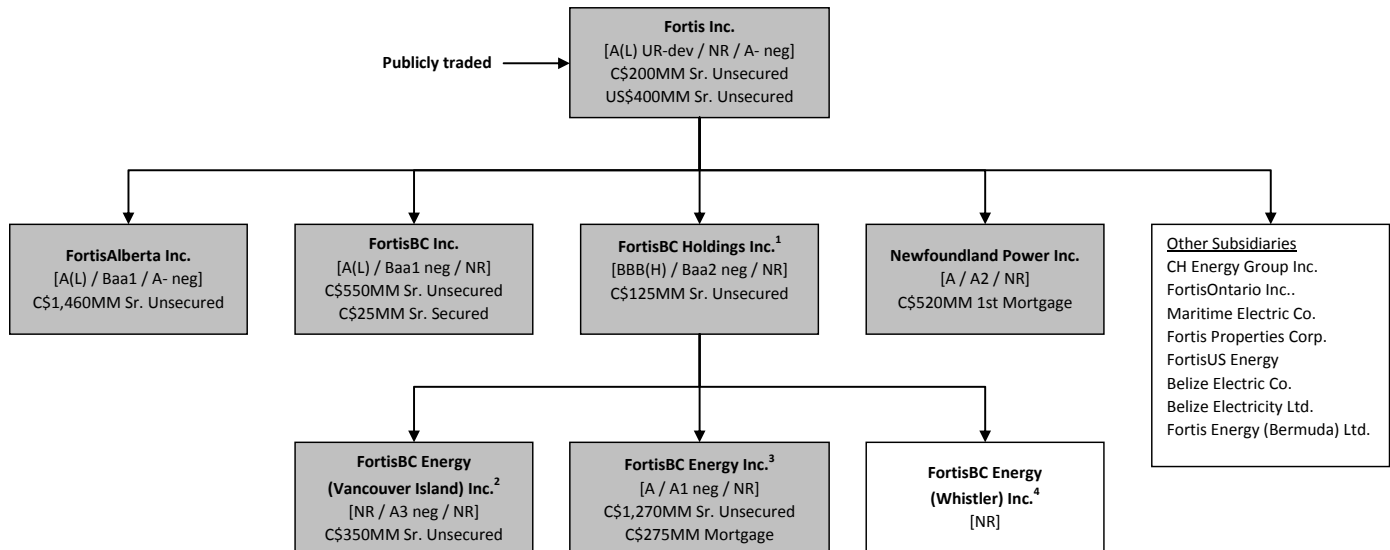 Fortis Inc.
[A(L) UR-dev / NR / A- neg]
C$200MM Sr. Unsecured
US$400MM Sr. Unsecured
Publicly traded
FortisAlberta Inc.
[A(L) / Baa1 / A- neg]
C$1,460MM Sr. Unsecured
FortisBC Inc.
[A(L) / Baa1 neg / NR]
C$550MM Sr. Unsecured
C$25MM Sr. Secured
FortisBC Holdings Inc.1
[BBB(H) / Baa2 neg / NR]
C$125MM Sr. Unsecured
Newfoundland Power Inc.
[A / A2 / NR]
C$520MM 1st Mortgage
Other Subsidiaries
CH Energy Group Inc.
FortisOntario Inc..
Maritime Electric Co.
Fortis Properties Corp.
FortisUS Energy
Belize Electric Co.
Belize Electricity Ltd.
Fortis Energy (Bermuda) Ltd.
FortisBC Energy
(Vancouver Island) Inc.2
[NR / A3 neg / NR]
C$350MM Sr. Unsecured
FortisBC Energy Inc.3
[A / A1 neg / NR]
C$1,270MM Sr. Unsecured
C$275MM Mortgage
FortisBC Energy
(Whistler) Inc.4
[NR]